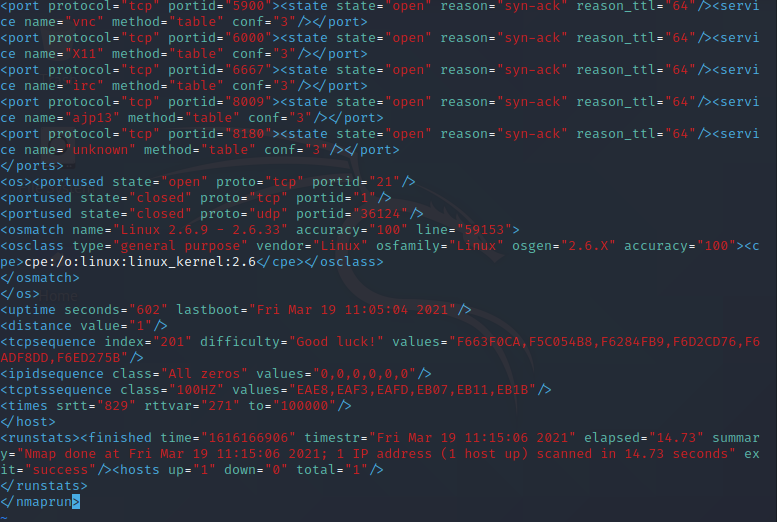 <port protocol="tcp" portid="5900"><state state="open" reason="syn-ack" reason_ttl="64"/><servi
ce name="vnc" method="table" conf="3"/></port>
<port protocol="tcp" portid="6000"><state state="open" reason="syn-ack" reason_ttl="64"/><servi
ce name="X11" method="table" conf="3"/></port>
<port protocol="tcp" portid="6667"><state state="open" reason="syn-ack" reason_ttl="64"/><servi
ce name="irc" method="table" conf="3"/></port>
<port protocol="tcp" portid="8009"><state state="open" reason="syn-ack" reason_ttl="64"/><servi
ce name="ajp13" method="table" conf="3"/></port>
<port protocol="tcp" portid="8180"><state state="open" reason="syn-ack" reason_ttl="64"/><servi
ce name="unknown" method="table" conf="3"/></port>
</ports>
<os><portused state="open" proto="tcp" portid="21"/>
<portused state="closed" proto="tcp" portid="1"/>
<portused state="closed" proto="udp" portid="36124"/>
<osmatch name="Linux 2.6.9 - 2.6.33" accuracy="100" line="59153">
<osclass type="general purpose" vendor="Linux" osfamily="Linux" osgen="2.6.X" accuracy="100"><c
pe>cpe:/o:linux:linux_kernel:2.6</cpe></osclass>
</osmatch>
</os>
<uptime seconds="602" lastboot="Fri Mar 19 11:05:04 2021"/>
<distance value="1"/>
<tcpsequence index="201" difficulty="Good luck!" values="F663F0CA,F5C054B8,F6284FB9,F6D2CD76,F6
ADF8DD,F6ED275B"/>
<ipidsequence class="All zeros" values="0,0,0,0,0,0"/>
<tcptssequence class="100HZ" values="EAE8,EAF3,EAFD,EB07,EB11,EB1B"/>
<times srtt="829" rttvar="271" to="100000"/>
</host>
<runstats><finished time="1616166906" timestr="Fri Mar 19 11:15:06 2021" elapsed="14.73" summar
y="Nmap done at Fri Mar 19 11:15:06 2021; 1 IP address (1 host up) scanned in 14.73 seconds" ex
it="success"/><hosts up="1" down="0" total="1"/>
</runstats>
</nmaprun>
~